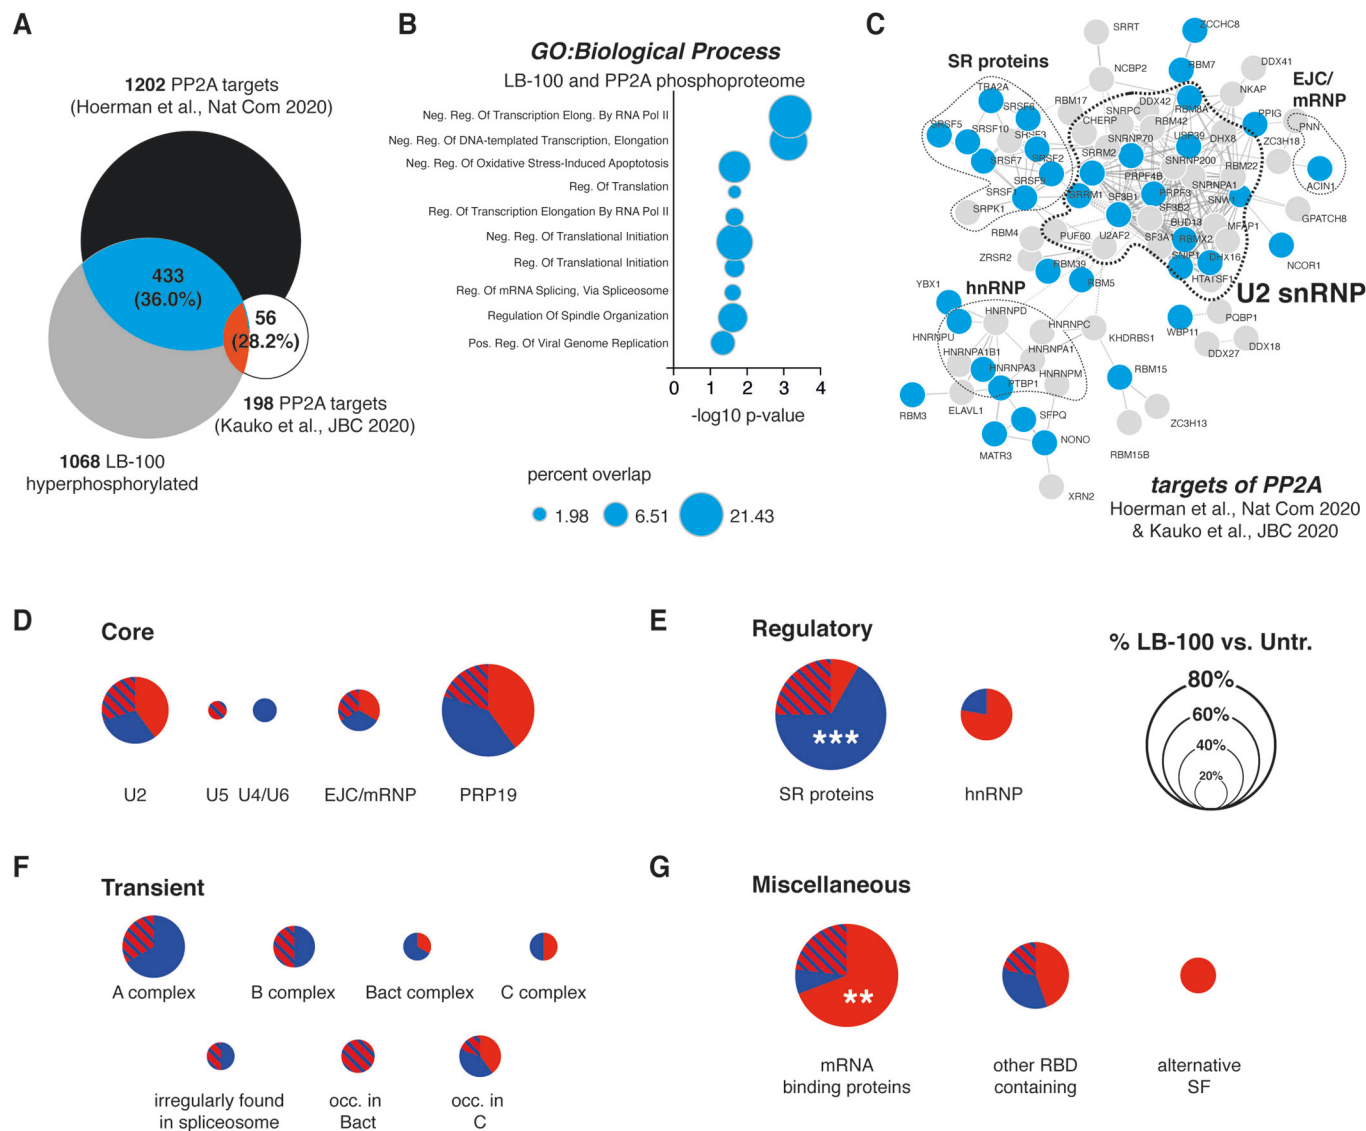 A
1202 PP2A targets
(Hoerman et al., Nat Com 2020)
433
(36.0%)
56
(28.2%)
198 PP2A targets
(Kauko et al., JBC 2020)
1068 LB-100
hyperphosphorylated
B
GO:Biological Process
LB-100 and PP2A phosphoproteome
Neg. Reg. Of Transcription Elong. By RNA Pol II
Neg. Reg. Of DNA-templated Transcription, Elongation
Neg. Reg. Of Oxidative Stress-Induced Apoptotosis
Reg. Of Translation
Reg. Of Transcription Elongation By RNA Pol II
Neg. Reg. Of Translational Initiation
Reg. Of Translational Initiation
Reg. Of mRNA Splicing, Via Spliceosome
Regulation Of Spindle Organization
Pos. Reg. Of Viral Genome Replication
0 1 2 3 4
-log10 p-value
percent overlap
1.98 6.51 21.43
C
SRRT
ZCCHC8
SR proteins
NCBP2
RBM7
DDX41
EJC/
mRNP
TRA2A
NKAP
RBM17
DDX42
SRSF6
SNRPC
RBM8A
PPIG
SRSF5
SRSF10
SRSF3
CHERP
RBM42
PNN
SNRNP70
USP39
DHX8
ZC3H18
SRSF7
SRSF2
SRRM2
SNRNP200
RBM22
SRSF9
PRPF4B
SNRNPA1
ACIN1
SRSF1
SRRM1
SF3B1
PRPF3
SNW1
SRPK1
SF3B2
GPATCH8
BUD13
MFAP1
RBM4
PUF60
U2AF2
SF3A1
RBMX2
ZRSR2
SNIP1
DHX16
NCOR1
RBM39
RBM5
HTATSF1
YBX1
hnRNP
U2 snRNP
HNRNPD
HNRNPU
HNRNPC
KHDRBS1
WBP11
PQBP1
HNRNPA1B1
HNRNPA1
DDX27
DDX18
HNRNPA3
HNRNPM
RBM15
PTBP1
RBM3
ELAVL1
SFPQ
ZC3H13
MATR3
NONO
RBM15B
XRN2
targets of PP2A
Hoerman et al., Nat Com 2020
& Kauko et al., JBC 2020
D
Core
U2
U5
U4/U6
EJC/mRNP
PRP19
E
Regulatory
***
SR proteins
hnRNP
% LB-100 vs. Untr.
80%
60%
40%
20%
F
Transient
A complex
B complex
Bact complex
C complex
irregularly found
in spliceosome
occ. in
Bact
occ. in
C
G
Miscellaneous
**
mRNA
binding proteins
other RBD
containing
alternative
SF